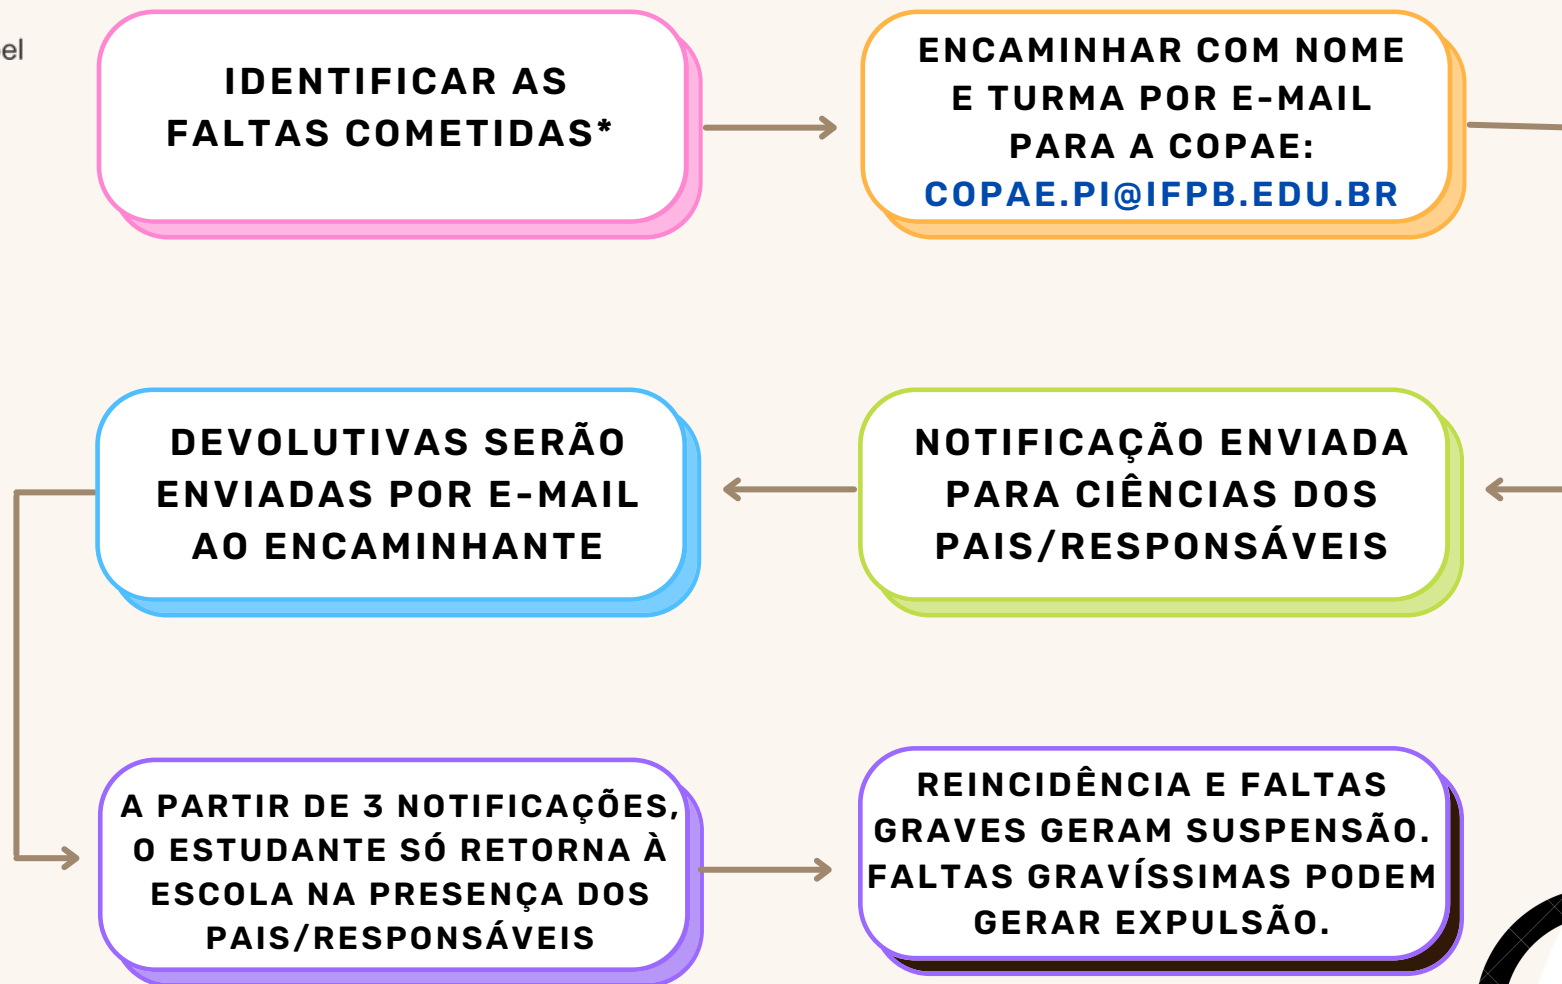 el
IDENTIFICAR AS
FALTAS COMETIDAS*
ENCAMINHAR COM NOME
E TURMA POR E-MAIL
PARA A COPAE:
COPAE.PI@IFPB.EDU.BR
NOTIFICAÇÃO ENVIADA
PARA CIÊNCIAS DOS
PAIS/RESPONSÁVEIS
DEVOLUTIVAS SERÃO
ENVIADAS POR E-MAIL
AO ENCAMINHANTE
A PARTIR DE 3 NOTIFICAÇÕES,
O ESTUDANTE SÓ RETORNA À
ESCOLA NA PRESENÇA DOS
PAIS/RESPONSÁVEIS
REINCIDÊNCIA E FALTAS
GRAVES GERAM SUSPENSÃO.
FALTAS GRAVÍSSIMAS PODEM
GERAR EXPULSÃO.